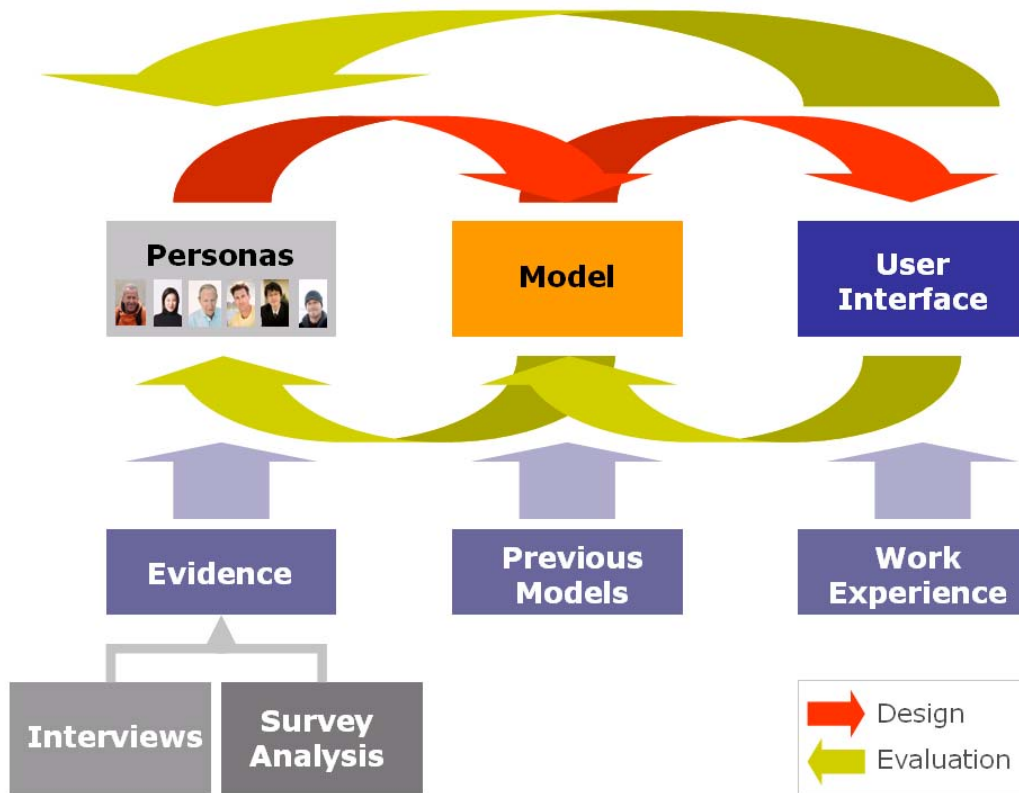 Personas
Model
User
Interface
Evidence
Previous
Models
Work
Experience
Interviews
Survey
Analysis
Design
Evaluation